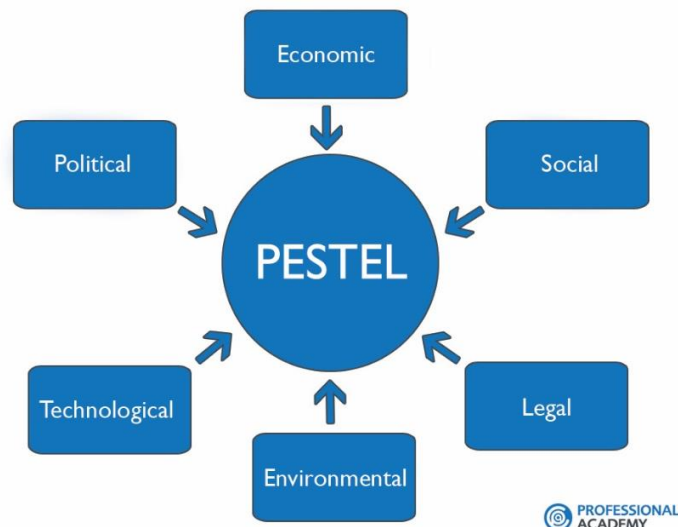 Economic
Political
Social
PESTEL
Technological
Legal
Environmental
PROFESSIONAL
ACADEMY